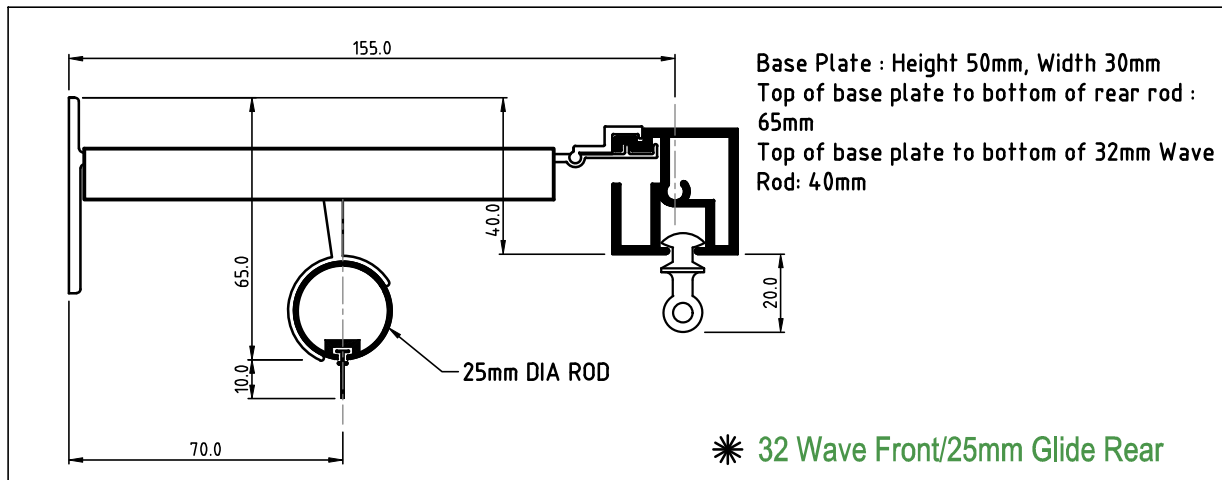 155.0
Base Plate : Height 50mm, Width 30mm
Top of base plate to bottom of rear rod :
65mm
Top of base plate to bottom of 32mm Wave
Rod: 40mm
40.0
65.0
20.0
10.0
25mm DIA ROD
70.0
32 Wave Front/25mm Glide Rear